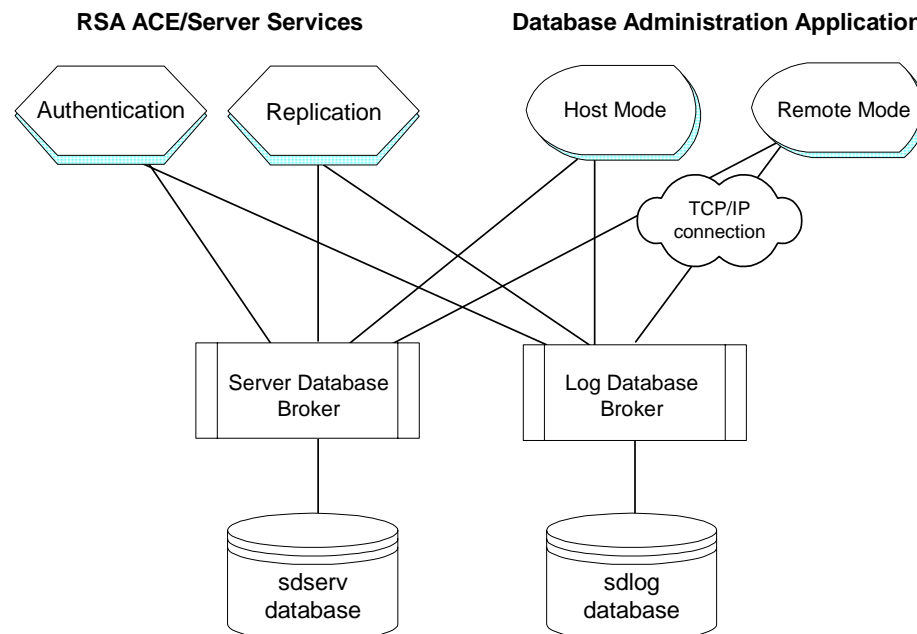 RSA ACE/Server Services
Database Administration Application
Authentication
Replication
Host Mode
Remote Mode
TCP/IP
connection
Server Database
Broker
Log Database
Broker
sdserv
database
sdlog
database